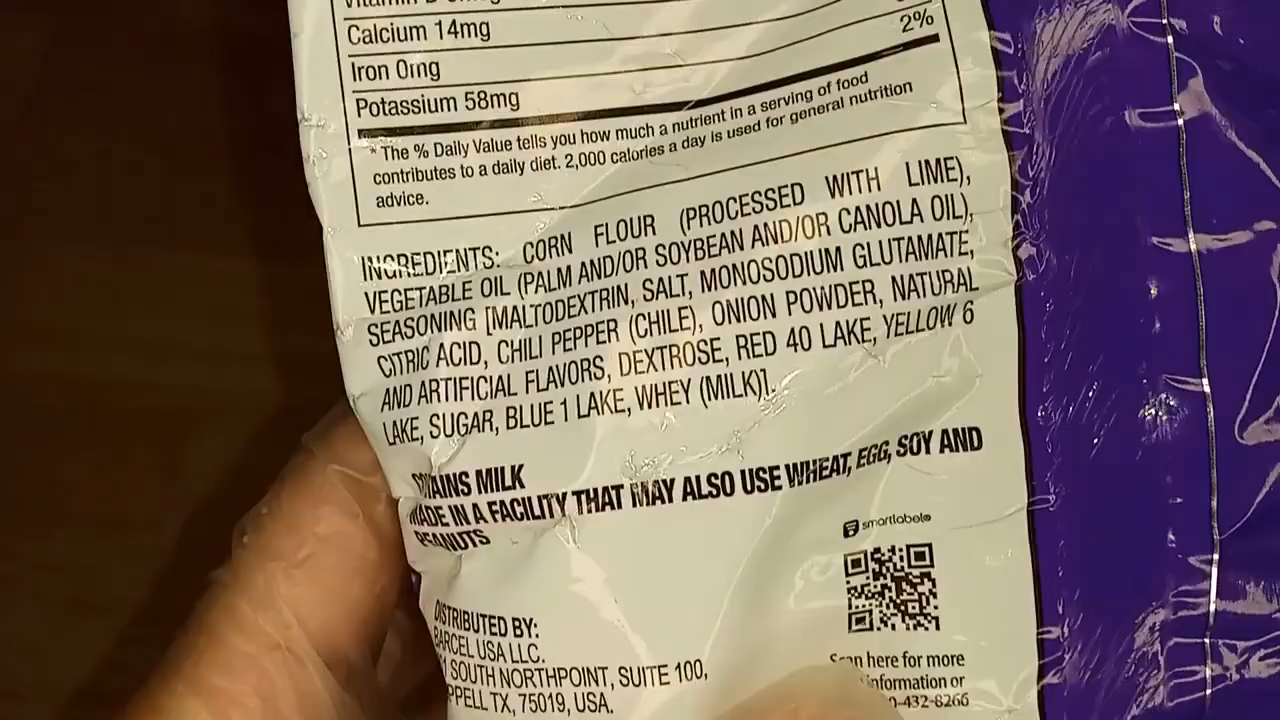 Calcium 14mg
Iron 0mg
2%
Potassium 58mg
* The % Daily Value tells you how much a nutrient in a serving of food
contributes to a daily diet. 2,000 calories a day is used for general nutrition
advice.
INGREDIENTS: CORN FLOUR (PROCESSED WITH LIME),
VEGETABLE OIL (PALM AND/OR SOYBEAN AND/OR CANOLA OIL),
SEASONING [MALTODEXTRIN, SALT, MONOSODIUM GLUTAMATE,
CITRIC ACID, CHILI PEPPER (CHILE), ONION POWDER, NATURAL
AND ARTIFICIAL FLAVORS, DEXTROSE, RED 40 LAKE, YELLOW 6
LAKE, SUGAR, BLUE 1 LAKE, WHEY (MILK)].
MILK
MADE IN A FACILITY THAT MAY ALSO USE WHEAT, EGG, SOY AND
PEANUTS
smartlabel®
DISTRIBUTED BY:
BARCEL USA LLC.
SOUTH NORTHPOINT, SUITE 100,
TX, 75019, USA.
Scan here for more
information or
-432-8266